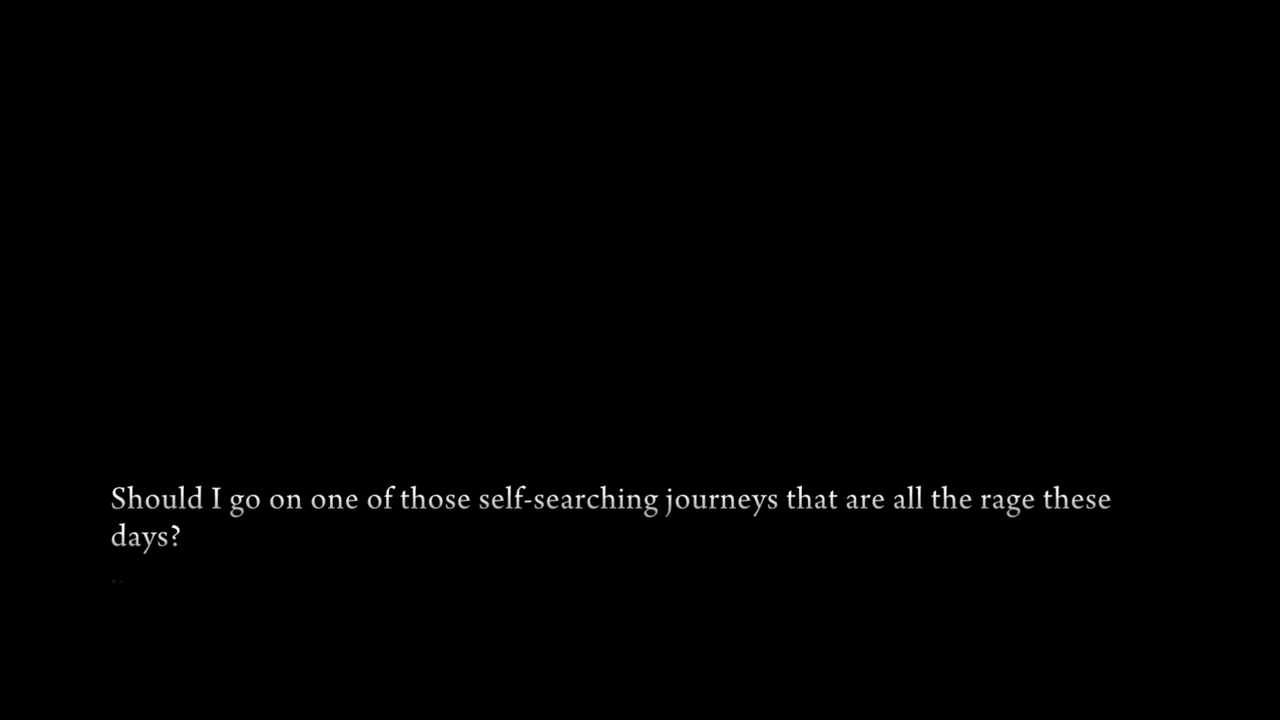 Should I go on one of those self-searching journeys that are all the rage these
days?
..